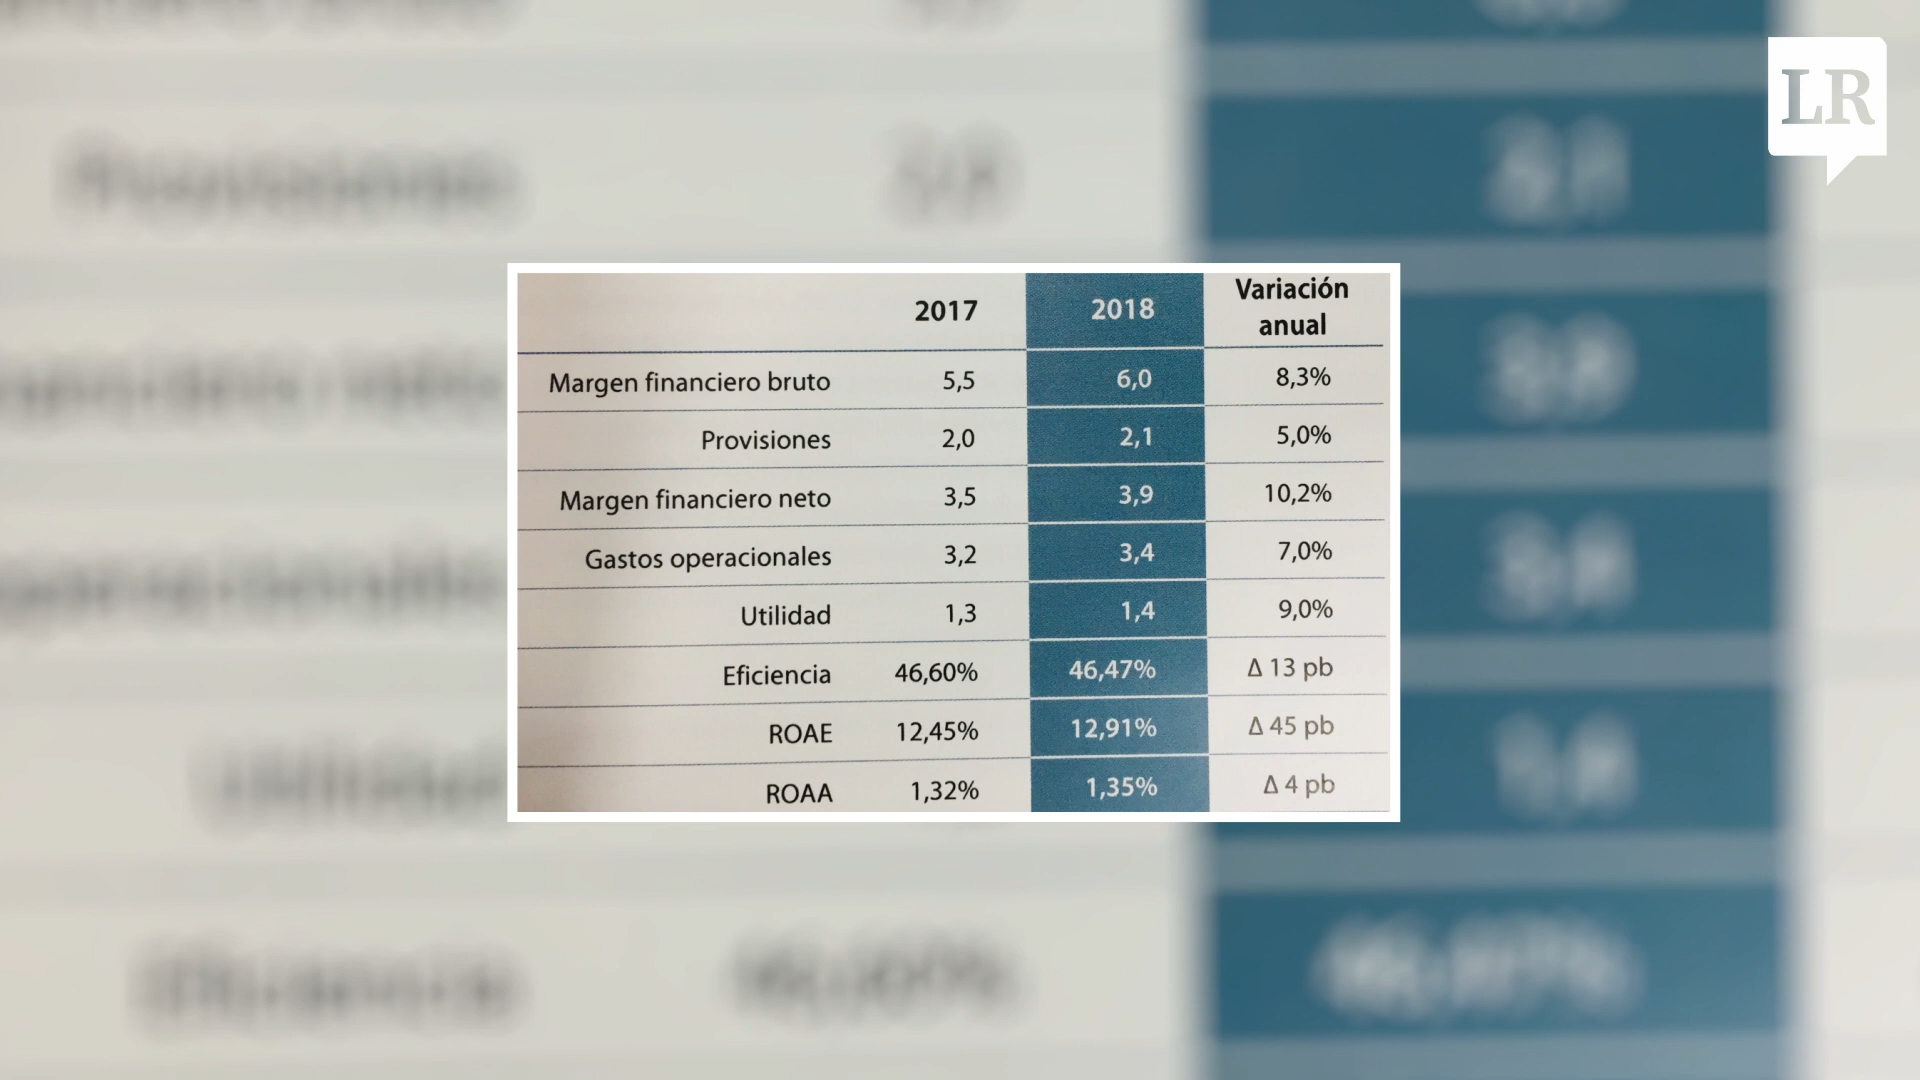 LR
2017 2018 Variación anual
Margen financiero bruto 5,5 6,0 8,3%
Provisiones 2,0 2,1 5,0%
Margen financiero neto 3,5 3,9 10,2%
Gastos operacionales 3,2 3,4 7,0%
Utilidad 1,3 1,4 9,0%
Eficiencia 46,60% 46,47% Δ 13 pb
ROAE 12,45% 12,91% Δ 45 pb
ROAA 1,32% 1,35% Δ 4 pb